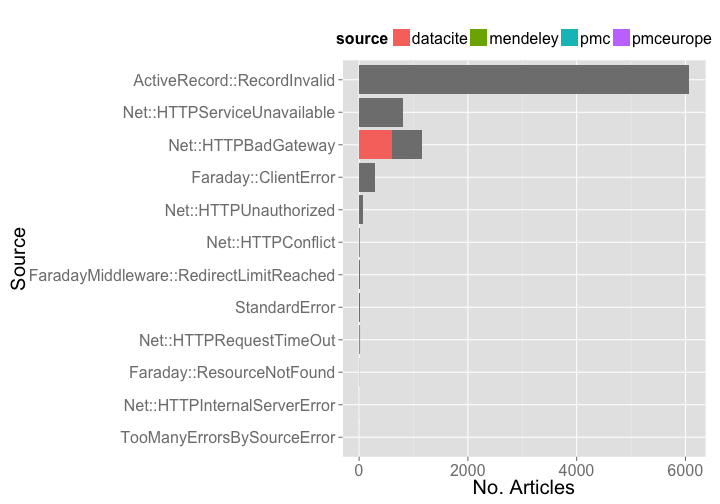 source datacite mendeley pmc pmceurope
ActiveRecord::RecordInvalid
Net::HTTPServiceUnavailable
Net::HTTPBadGateway
Faraday::ClientError
Net::HTTPUnauthorized
Net::HTTPConflict
FaradayMiddleware::RedirectLimitReached
StandardError
Net::HTTPRequestTimeOut
Faraday::ResourceNotFound
Net::HTTPInternalServerError
TooManyErrorsBySourceError
Source
0 2000 4000 6000
No. Articles